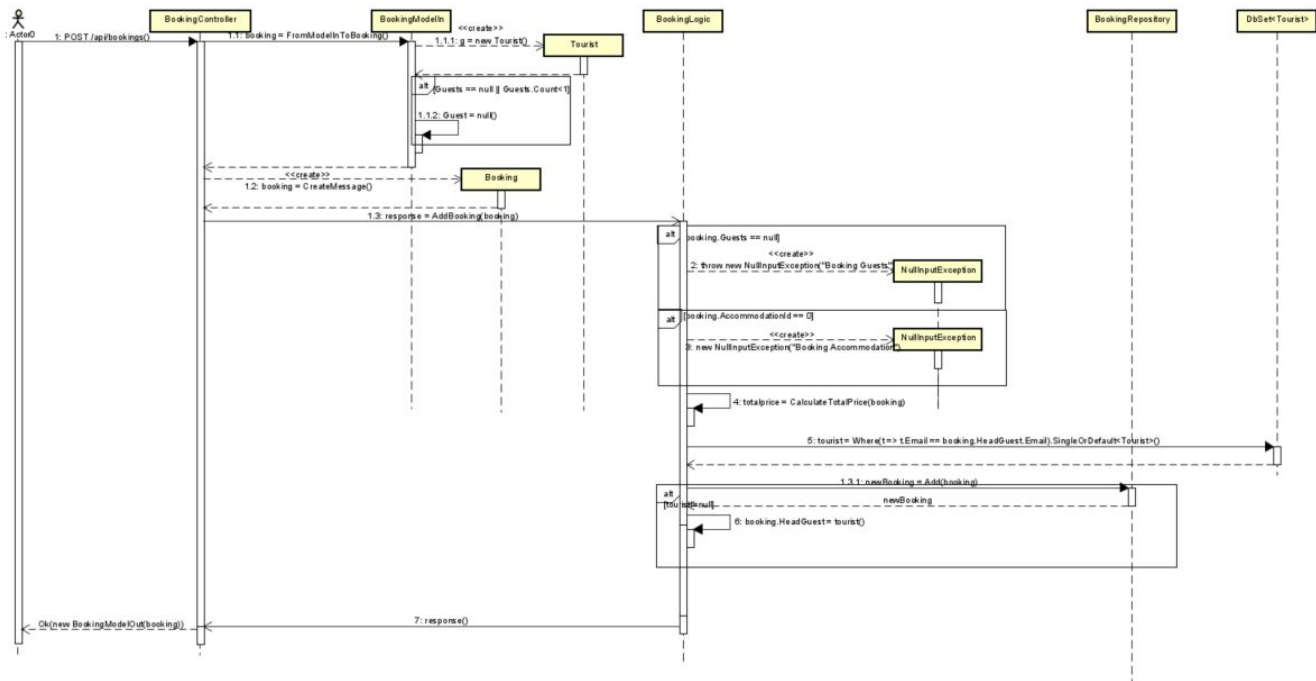 BookingController
BookingModelIn
BookingLogic
BookingRepository
DbSet<Tourist>
: Actor0
1: POST /api/bookings()
1.1: booking = FromModelInToBooking()
<<create>>
1.1.1: g = new Tourist()
Tourist
alt
[Guests == null || Guests.Count<1]
1.1.2: Guest = null()
<<create>>
1.2: booking = CreateMessage()
Booking
1.3: response = AddBooking(booking)
alt
booking.Guests == null]
<<create>>
2: throw new NullInputException("Booking Guests"
NullInputException
alt
[booking.AccommodationId == 0]
<<create>>
NullInputException
3: new NullInputException("Booking Accommodation")
4: totalprice = CalculateTotalPrice(booking)
5: tourist = Where(t => t.Email == booking.HeadGuest.Email).SingleOrDefault<Tourist>()
1.3.1: newBooking = Add(booking)
alt
newBooking
6: booking.HeadGuest = tourist()
7: response()
Ok(new BookingModelOut(booking))